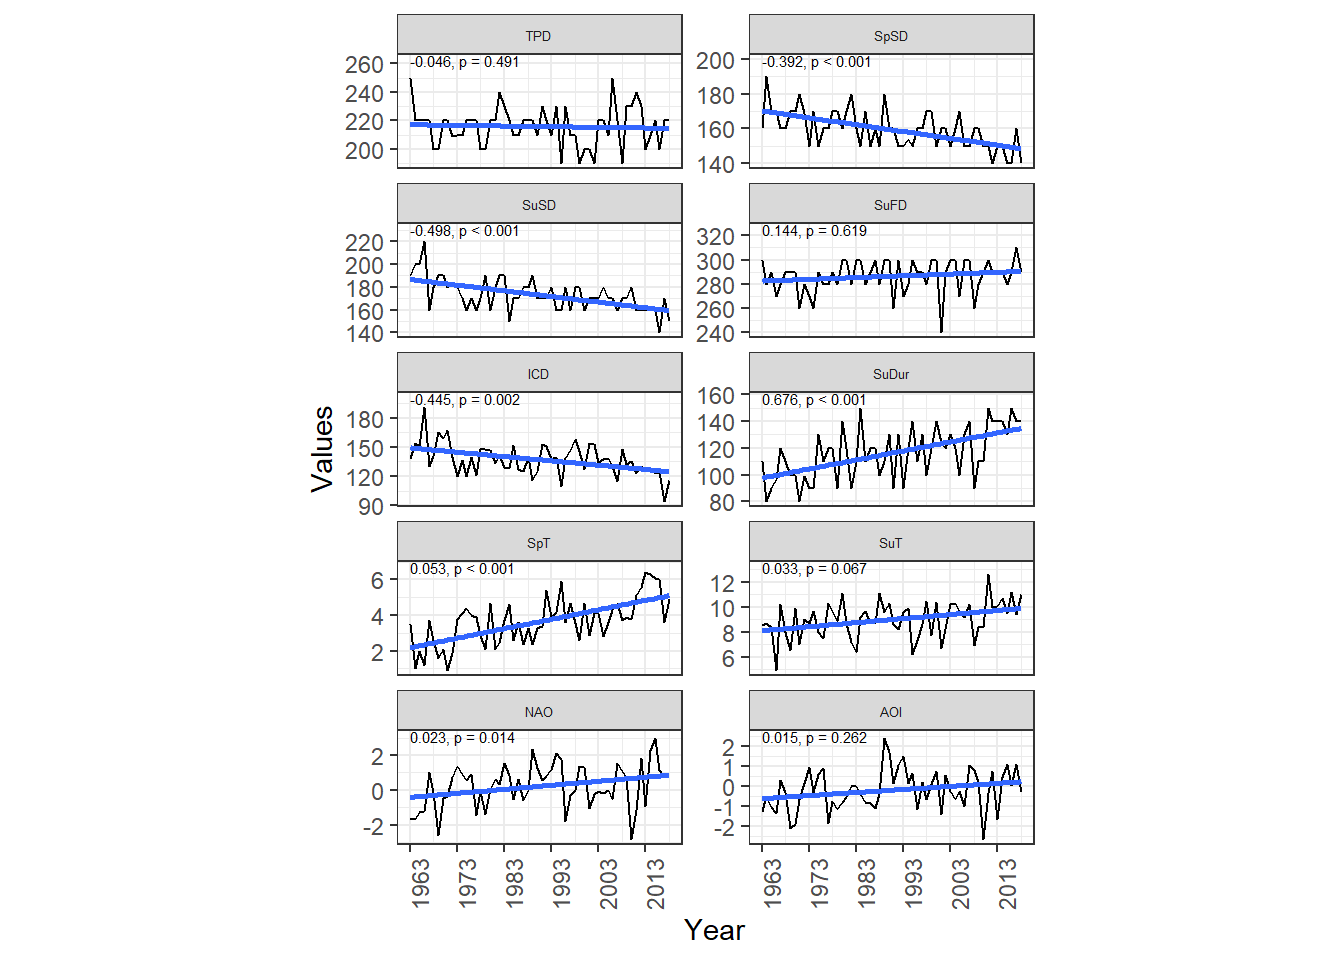 TPD
-0.046, p = 0.491
260
240
220
200
SpSD
-0.392, p < 0.001
200
180
160
140
SuSD
-0.498, p < 0.001
220
200
180
160
140
SuFD
0.144, p = 0.619
320
300
280
260
240
ICD
-0.445, p = 0.002
180
150
120
90
SuDur
0.676, p < 0.001
160
140
120
100
80
SpT
0.053, p < 0.001
6
4
2
SuT
0.033, p = 0.067
12
10
8
6
NAO
0.023, p = 0.014
2
0
-2
AOI
0.015, p = 0.262
2
1
0
-1
-2
1963
1973
1983
1993
2003
2013
1963
1973
1983
1993
2003
2013
Values
Year